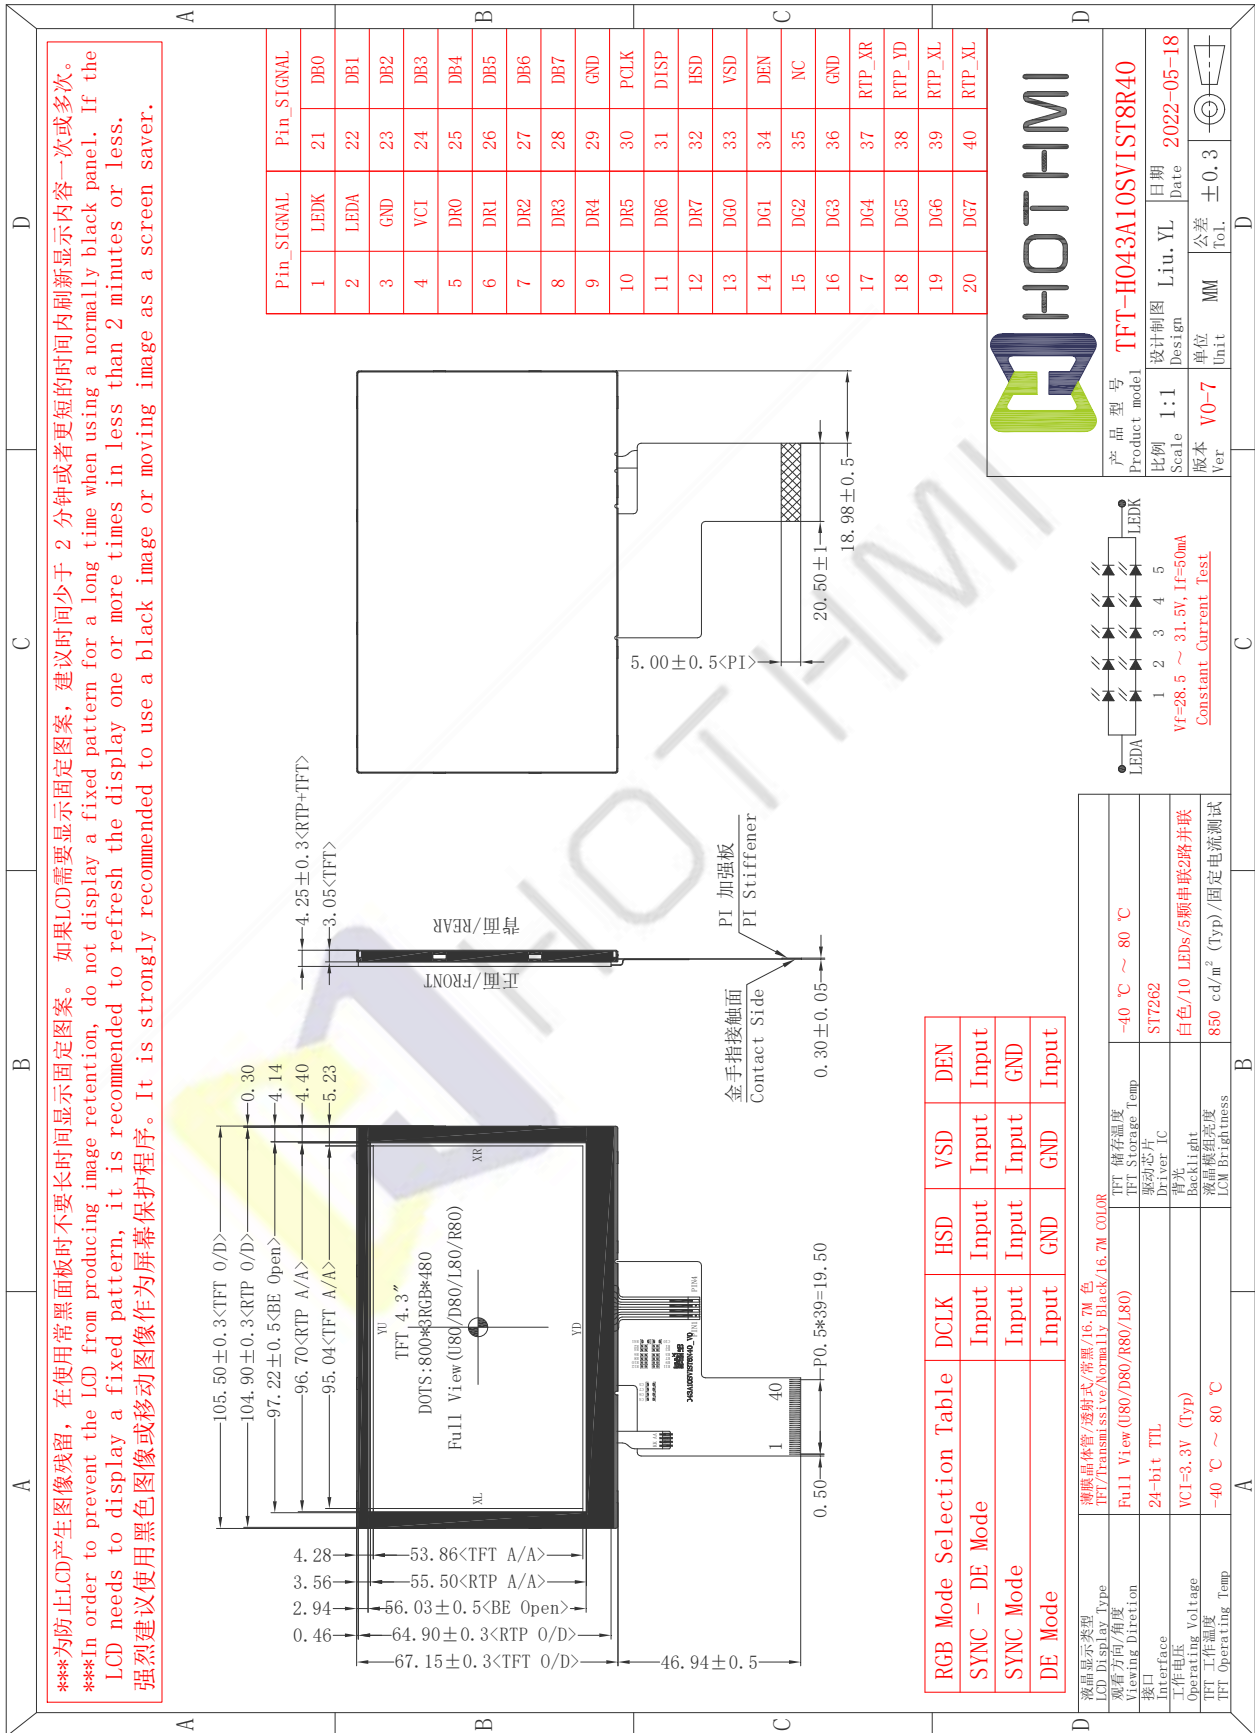 ***为防止LCD产生图像残留，在使用常黑面板时不要长时间显示固定图案。 如果LCD需要显示固定图案，建议时间少于 2 分钟或者更短的时间内刷新显示内容一次或多次。
***In order to prevent the LCD from producing image retention, do not display a fixed pattern for a long time when using a normally black panel. If the
LCD needs to display a fixed pattern, it is recommended to refresh the display one or more times in less than 2 minutes or less.
强烈建议使用黑色图像或移动图像作为屏幕保护程序。It is strongly recommended to use a black image or moving image as a screen saver.
A
B
C
D
A
B
C
D
A
B
C
D
A
B
C
D
105.50±0.3<TFT O/D>
104.90±0.3<RTP O/D>
0.30
97.22±0.5<BE Open>
4.14
96.70<RTP A/A>
4.40
95.04<TFT A/A>
5.23
4.28
53.86<TFT A/A>
3.56
55.50<RTP A/A>
2.94
56.03±0.5<BE Open>
0.46
64.90±0.3<RTP O/D>
67.15±0.3<TFT O/D>
46.94±0.5
YU
XL
XR
YD
TFT 4.3"
DOTS:800*3RGB*480
Full View(U80/D80/L80/R80)
PIN1
PIN4
1
40
0.50
P0.5*39=19.50
4.25±0.3<RTP+TFT>
3.05<TFT>
正面/FRONT
背面/REAR
金手指接触面
Contact Side
PI 加强板
PI Stiffener
0.30±0.05
5.00±0.5<PI>
20.50±1
18.98±0.5
HOTHMI
Pin_SIGNAL Pin_SIGNAL
1 LEDK 21 DB0
2 LEDA 22 DB1
3 GND 23 DB2
4 VCI 24 DB3
5 DR0 25 DB4
6 DR1 26 DB5
7 DR2 27 DB6
8 DR3 28 DB7
9 DR4 29 GND
10 DR5 30 PCLK
11 DR6 31 DISP
12 DR7 32 HSD
13 DG0 33 VSD
14 DG1 34 DEN
15 DG2 35 NC
16 DG3 36 GND
17 DG4 37 RTP_XR
18 DG5 38 RTP_YD
19 DG6 39 RTP_XL
20 DG7 40 RTP_XL
RGB Mode Selection Table DCLK HSD VSD DEN
SYNC - DE Mode Input Input Input Input
SYNC Mode Input Input Input GND
DE Mode Input GND GND Input
液晶显示类型
LCD Display Type
薄膜晶体管/透射式/常黑/16.7M 色
TFT/Transmissive/Normally Black/16.7M COLOR
观看方向/角度
Viewing Diretion
Full View(U80/D80/R80/L80)
TFT 储存温度
TFT Storage Temp
-40 ℃ ~ 80 ℃
接口
Interface
24-bit TTL
驱动芯片
Driver IC
ST7262
工作电压
Operating Voltage
VCI=3.3V (Typ)
背光
Backlight
白色/10 LEDs/5颗串联2路并联
TFT 工作温度
TFT Operating Temp
-40 ℃ ~ 80 ℃
液晶模组亮度
LCM Brightness
850 cd/m² (Typ)/固定电流测试
LEDA
LEDK
1 2 3 4 5
Vf=28.5 ~ 31.5V, If=50mA
Constant Current Test
HOTHMI
产 品 型 号
Product model
TFT-H043A10SVIST8R40
比例
Scale
1:1
设计制图
Design
Liu.YL
日期
Date
2022-05-18
版本
Ver
V0-7
单位
Unit
MM
公差
Tol.
±0.3